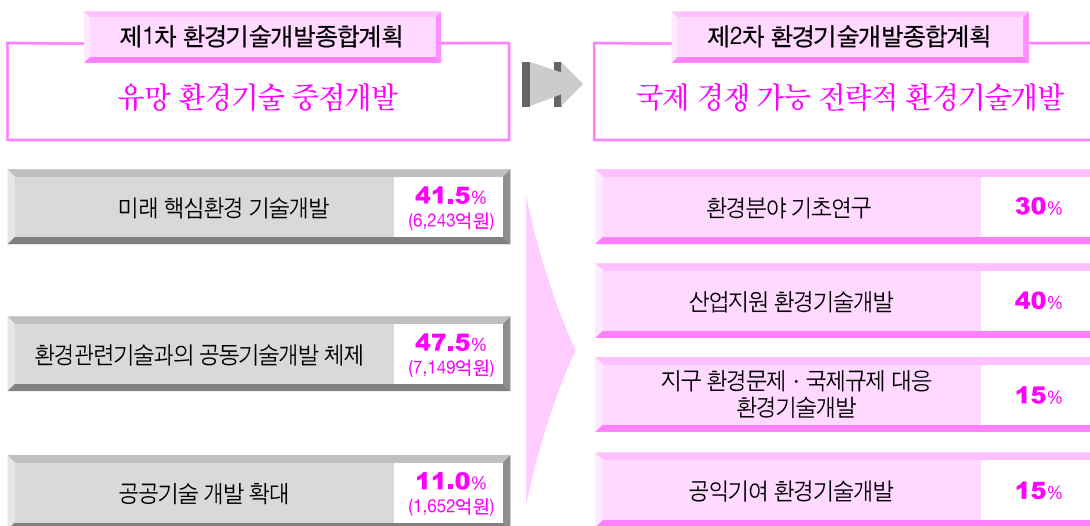 제1차 환경기술개발종합계획
유망 환경기술 중점개발
미래 핵심환경 기술개발
41.5%
(6,243억원)
환경관련기술과의 공동기술개발 체제
47.5%
(7,149억원)
공공기술 개발 확대
11.0%
(1,652억원)
제2차 환경기술개발종합계획
국제 경쟁 가능 전략적 환경기술개발
환경분야 기초연구
30%
산업지원 환경기술개발
40%
지구 환경문제 · 국제규제 대응
환경기술개발
15%
공익기여 환경기술개발
15%